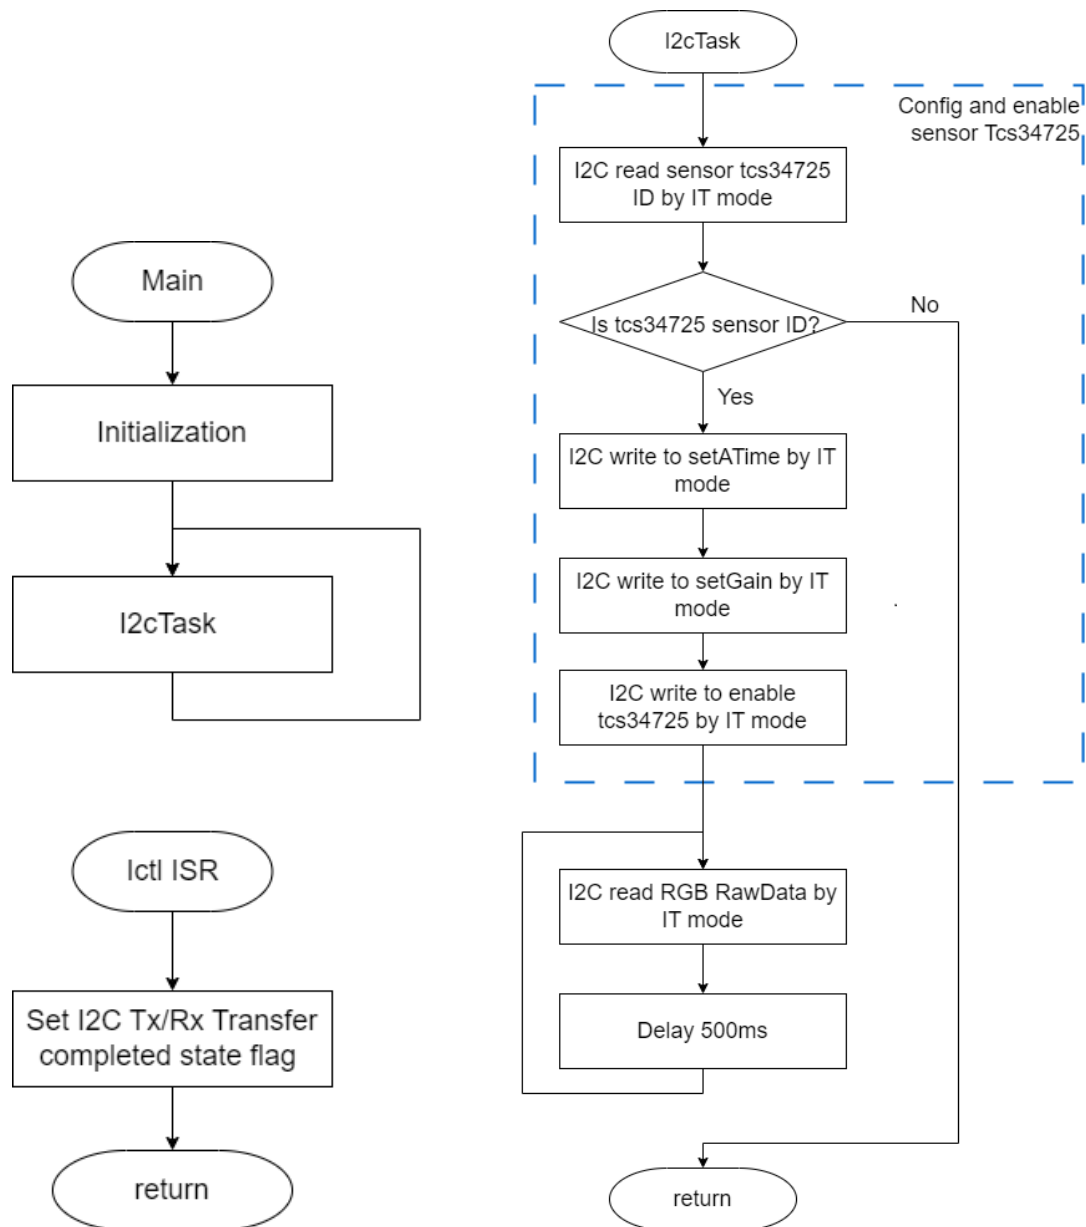 Main
Initialization
I2cTask
Ictl ISR
Set I2C Tx/Rx Transfer
completed state flag
return
I2cTask
Config and enable
sensor Tcs34725
I2C read sensor tcs34725
ID by IT mode
Is tcs34725 sensor ID?
No
Yes
I2C write to setATime by IT
mode
I2C write to setGain by IT
mode
I2C write to enable
tcs34725 by IT mode
I2C read RGB RawData by
IT mode
Delay 500ms
return